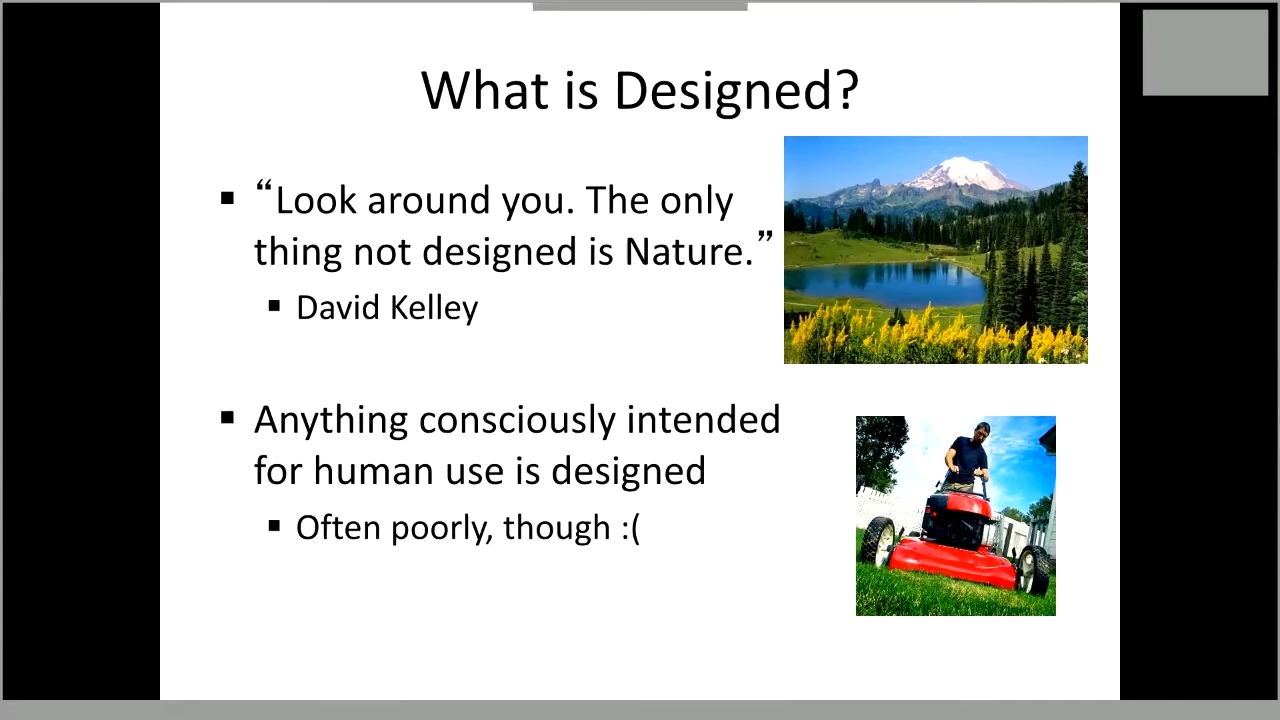 What is Designed?
▪ “Look around you. The only
thing not designed is Nature.”
▪ David Kelley
▪ Anything consciously intended
for human use is designed
▪ Often poorly, though :(